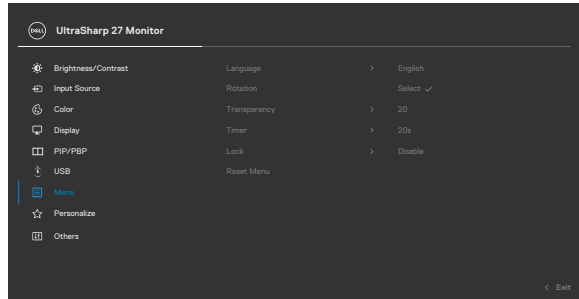 DELL UltraSharp 27 Monitor
Brightness/Contrast Language > English
Input Source Rotation Select ✓
Color Transparency > 20
Display Timer > 20s
PIP/PBP Lock > Disable
USB Reset Menu
Menu
Personalize
Others
< Exit